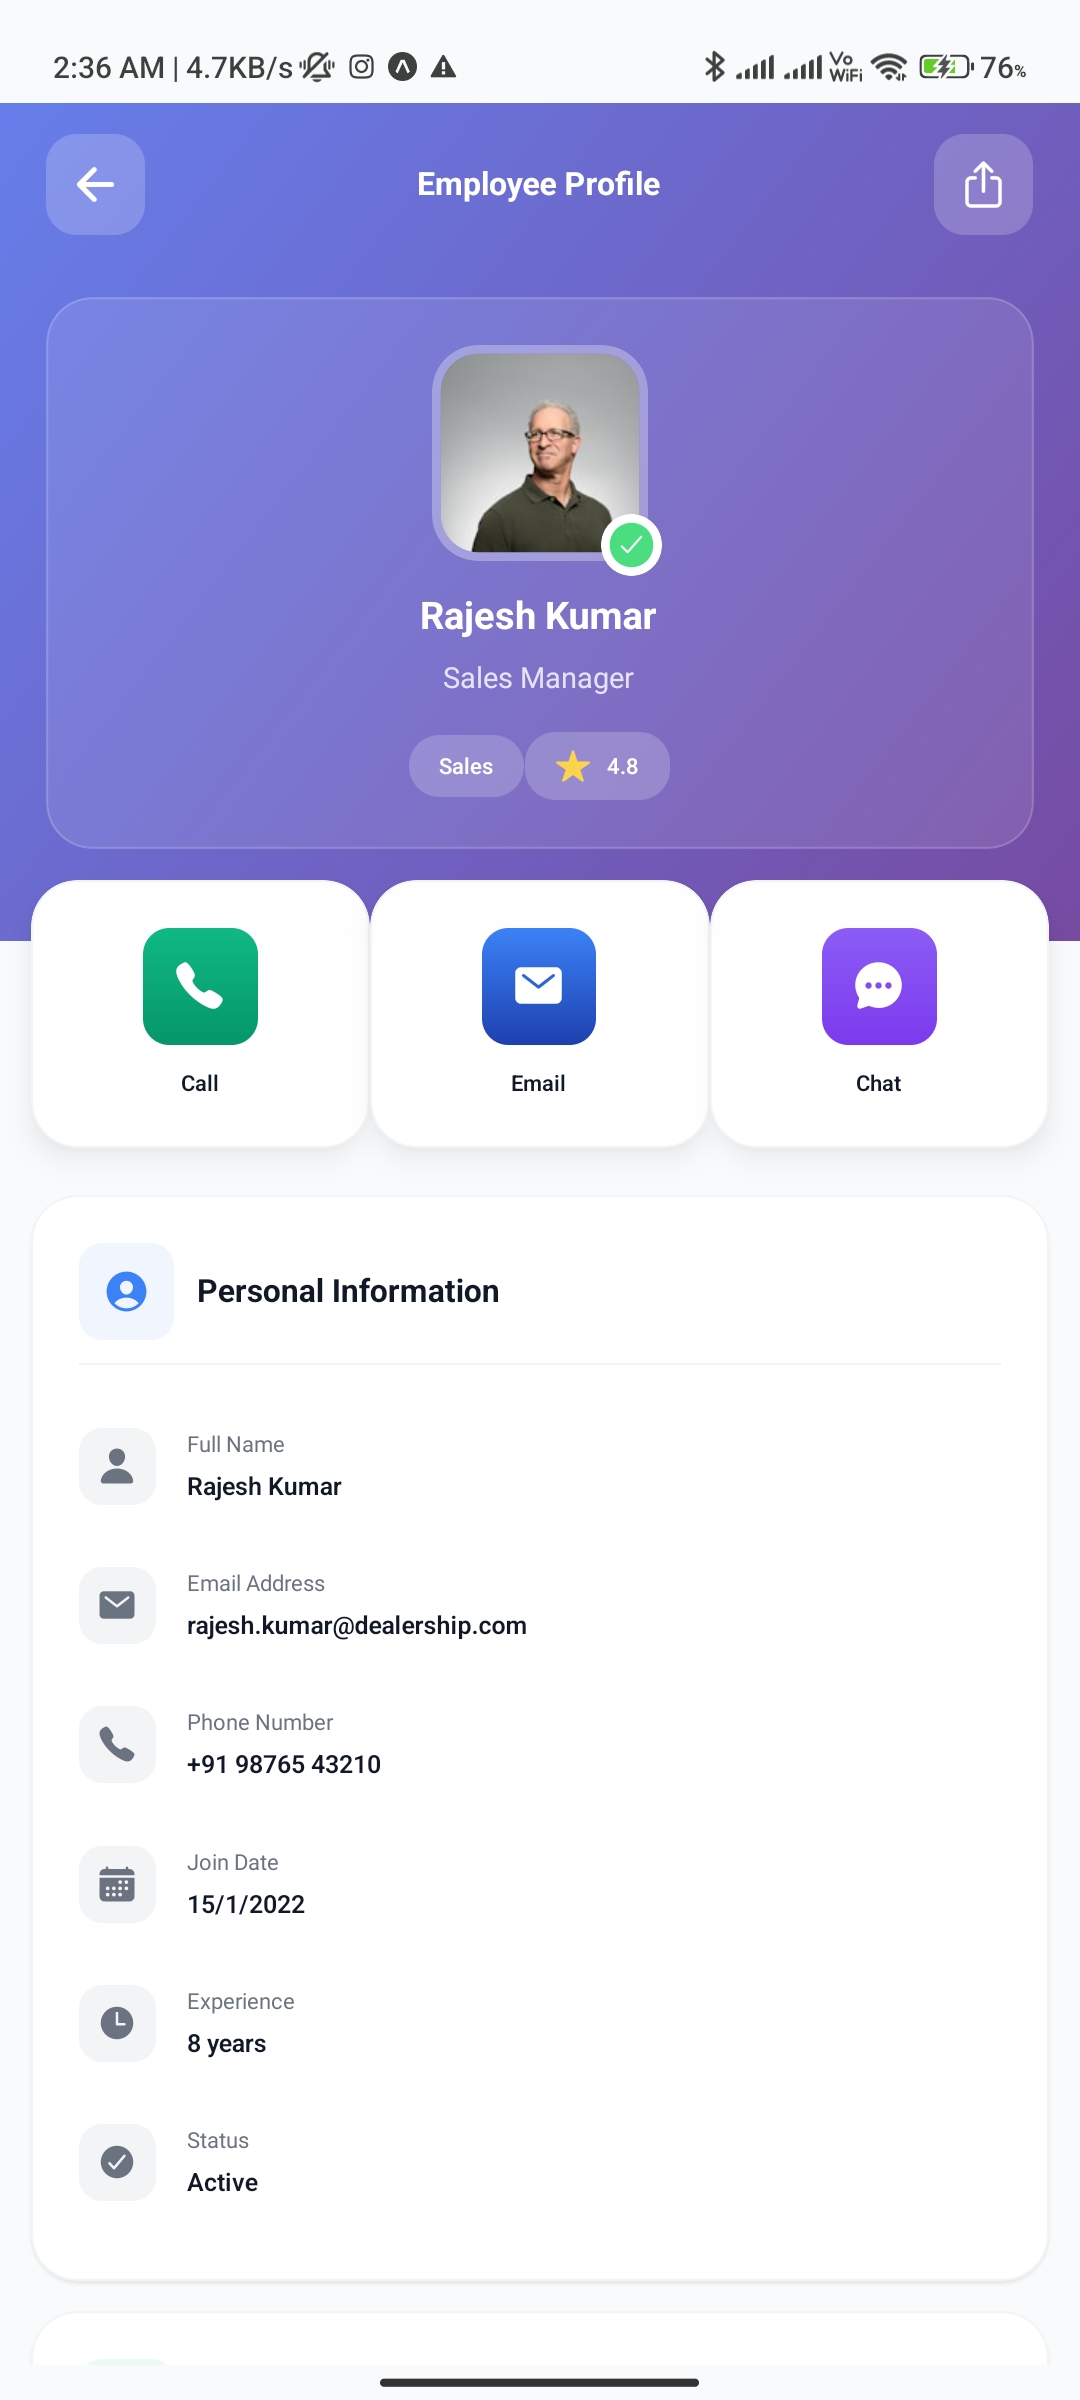 2:36 AM | 4.7KB/s
Vo WiFi
76%
Employee Profile
Rajesh Kumar
Sales Manager
Sales
4.8
Call
Email
Chat
Personal Information
Full Name
Rajesh Kumar
Email Address
rajesh.kumar@dealership.com
Phone Number
+91 98765 43210
Join Date
15/1/2022
Experience
8 years
Status
Active